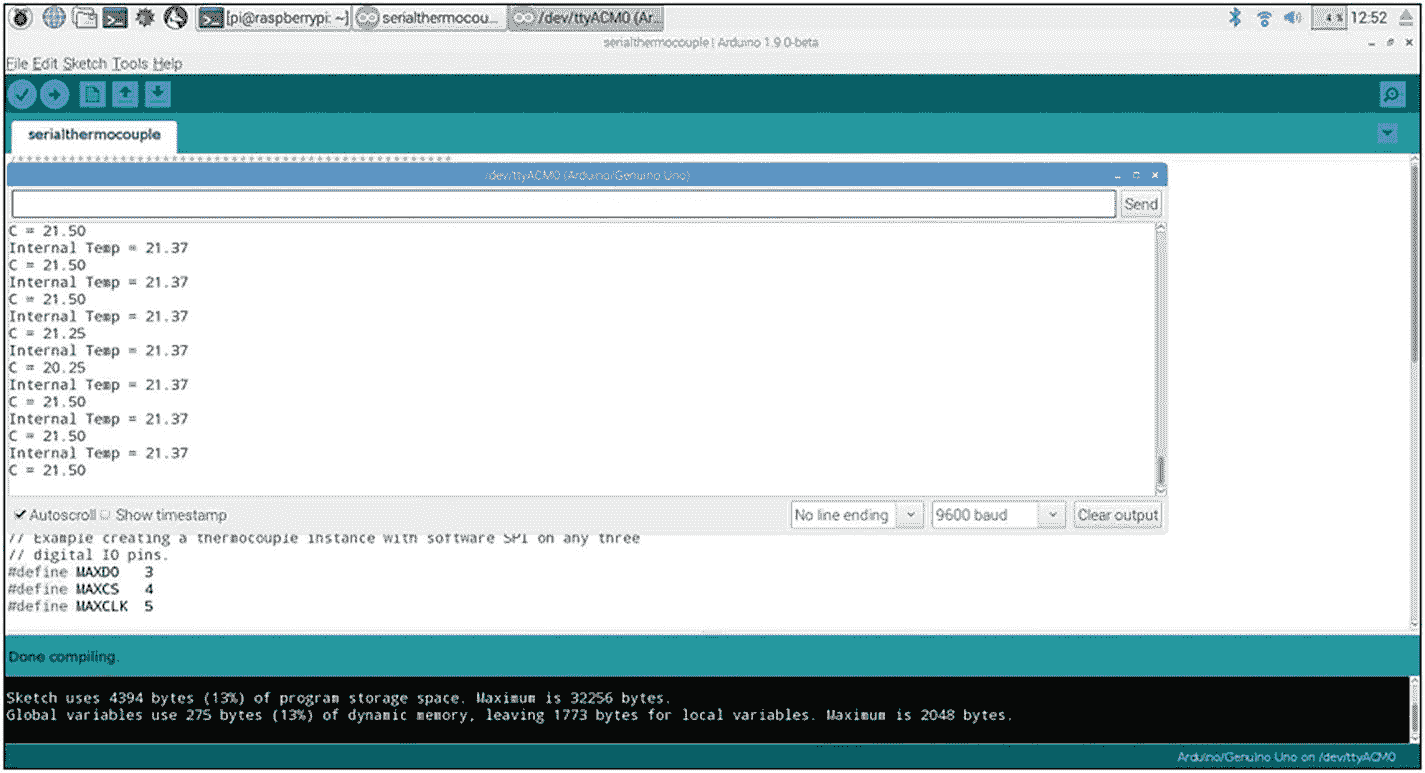 [pi@raspberrypi: ~] serialthermocou... /dev/ttyACM0 (Ar... 4 % 12:52
serialthermocouple | Arduino 1.9.0-beta
File Edit Sketch Tools Help
serialthermocouple
/***************************************************
/dev/ttyACM0 (Arduino/Genuino Uno)
Send
C = 21.50
Internal Temp = 21.37
C = 21.50
Internal Temp = 21.37
C = 21.50
Internal Temp = 21.37
C = 21.25
Internal Temp = 21.37
C = 20.25
Internal Temp = 21.37
C = 21.50
Internal Temp = 21.37
C = 21.50
Internal Temp = 21.37
C = 21.50
Autoscroll Show timestamp No line ending 9600 baud Clear output
// Example creating a thermocouple instance with software SPI on any three
// digital IO pins.
#define MAXDO 3
#define MAXCS 4
#define MAXCLK 5
Done compiling.
Sketch uses 4394 bytes (13%) of program storage space. Maximum is 32256 bytes.
Global variables use 275 bytes (13%) of dynamic memory, leaving 1773 bytes for local variables. Maximum is 2048 bytes.
Arduino/Genuino Uno on /dev/ttyACM0